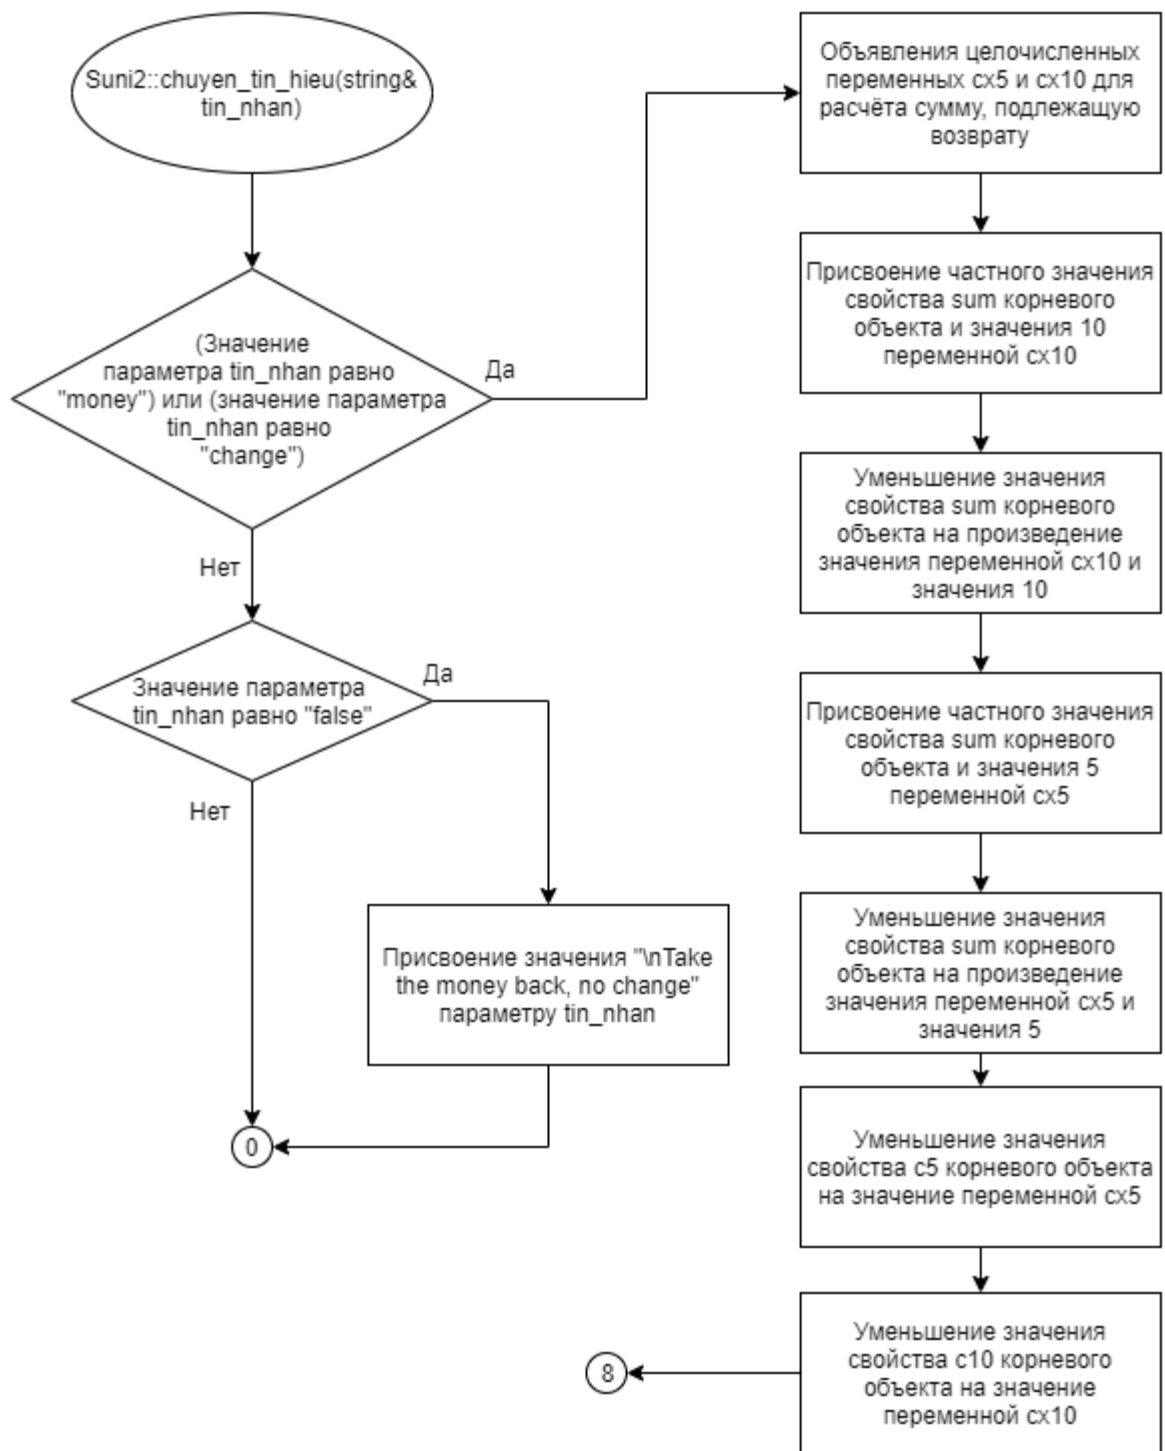 Suni2::chuyen_tin_hieu(string&
tin_nhan)
(Значение
параметра tin_nhan равно
"money") или (значение параметра
tin_nhan равно
"change")
Да
Нет
Значение параметра
tin_nhan равно "false"
Да
Нет
Присвоение значения "\nTake
the money back, no change"
параметру tin_nhan
0
Объявления целочисленных
переменных cx5 и cx10 для
расчёта сумму, подлежащую
возврату
Присвоение частного значения
свойства sum корневого
объекта и значения 10
переменной cx10
Уменьшение значения
свойства sum корневого
объекта на произведение
значения переменной cx10 и
значения 10
Присвоение частного значения
свойства sum корневого
объекта и значения 5
переменной cx5
Уменьшение значения
свойства sum корневого
объекта на произведение
значения переменной cx5 и
значения 5
Уменьшение значения
свойства c5 корневого объекта
на значение переменной cx5
Уменьшение значения
свойства c10 корневого
объекта на значение
переменной cx10
8